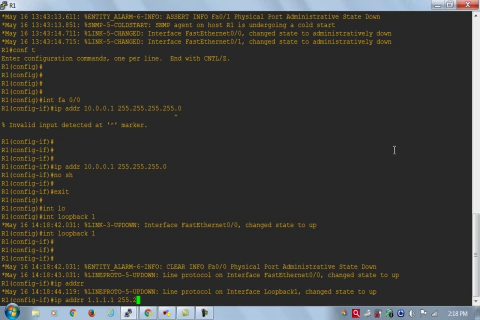 R1
*May 16 13:43:13.611: %ENTITY_ALARM-6-INFO: ASSERT INFO Fa0/1 Physical Port Administrative State Down
*May 16 13:43:13.851: %SNMP-5-COLDSTART: SNMP agent on host R1 is undergoing a cold start
*May 16 13:43:14.711: %LINK-5-CHANGED: Interface FastEthernet0/0, changed state to administratively down
*May 16 13:43:14.715: %LINK-5-CHANGED: Interface FastEthernet0/1, changed state to administratively down
R1#conf t
Enter configuration commands, one per line.  End with CNTL/Z.
R1(config)#
R1(config)#
R1(config)#
R1(config)#int fa 0/0
R1(config-if)#ip addr 10.0.0.1 255.255.255.255.0
^
% Invalid input detected at '^' marker.
R1(config-if)#
R1(config-if)#
R1(config-if)#
R1(config-if)#ip addr 10.0.0.1 255.255.255.0
R1(config-if)#no sh
R1(config-if)#
R1(config-if)#exit
R1(config)#
R1(config)#int lo
R1(config)#int loopback 1
*May 16 14:18:42.031: %LINK-3-UPDOWN: Interface FastEthernet0/0, changed state to up
R1(config)#int loopback 1
R1(config-if)#
*May 16 14:18:42.031: %ENTITY_ALARM-6-INFO: CLEAR INFO Fa0/0 Physical Port Administrative State Down
*May 16 14:18:43.031: %LINEPROTO-5-UPDOWN: Line protocol on Interface FastEthernet0/0, changed state to up
R1(config-if)#ip addr
*May 16 14:18:44.119: %LINEPROTO-5-UPDOWN: Line protocol on Interface Loopback1, changed state to up
R1(config-if)#ip addr 1.1.1.1 255.2
2:18 PM